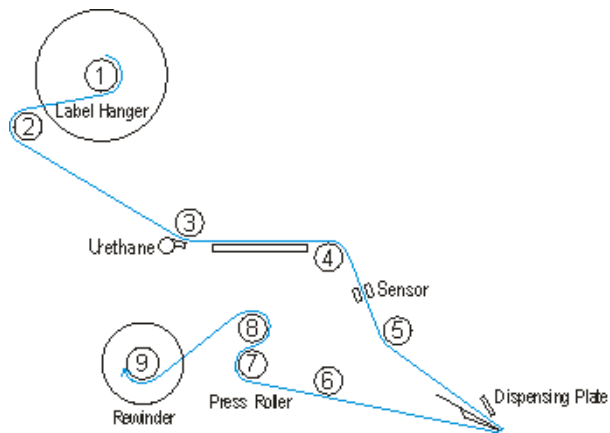 1
Label Hanger
2
3
Urethane
4
Sensor
5
8
9
7
6
Press Roller
Dispensing Plate
Rewinder